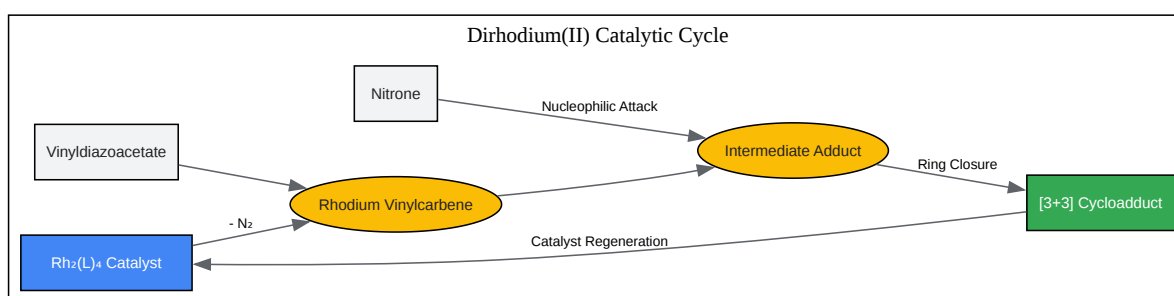 Dirhodium(II) Catalytic Cycle
Nitrone
Nucleophilic Attack
Vinyldiazoacetate
Intermediate Adduct
Ring Closure
Rhodium Vinylcarbene
[3+3] Cycloadduct
- N₂
Catalyst Regeneration
Rh₂(L)₄ Catalyst